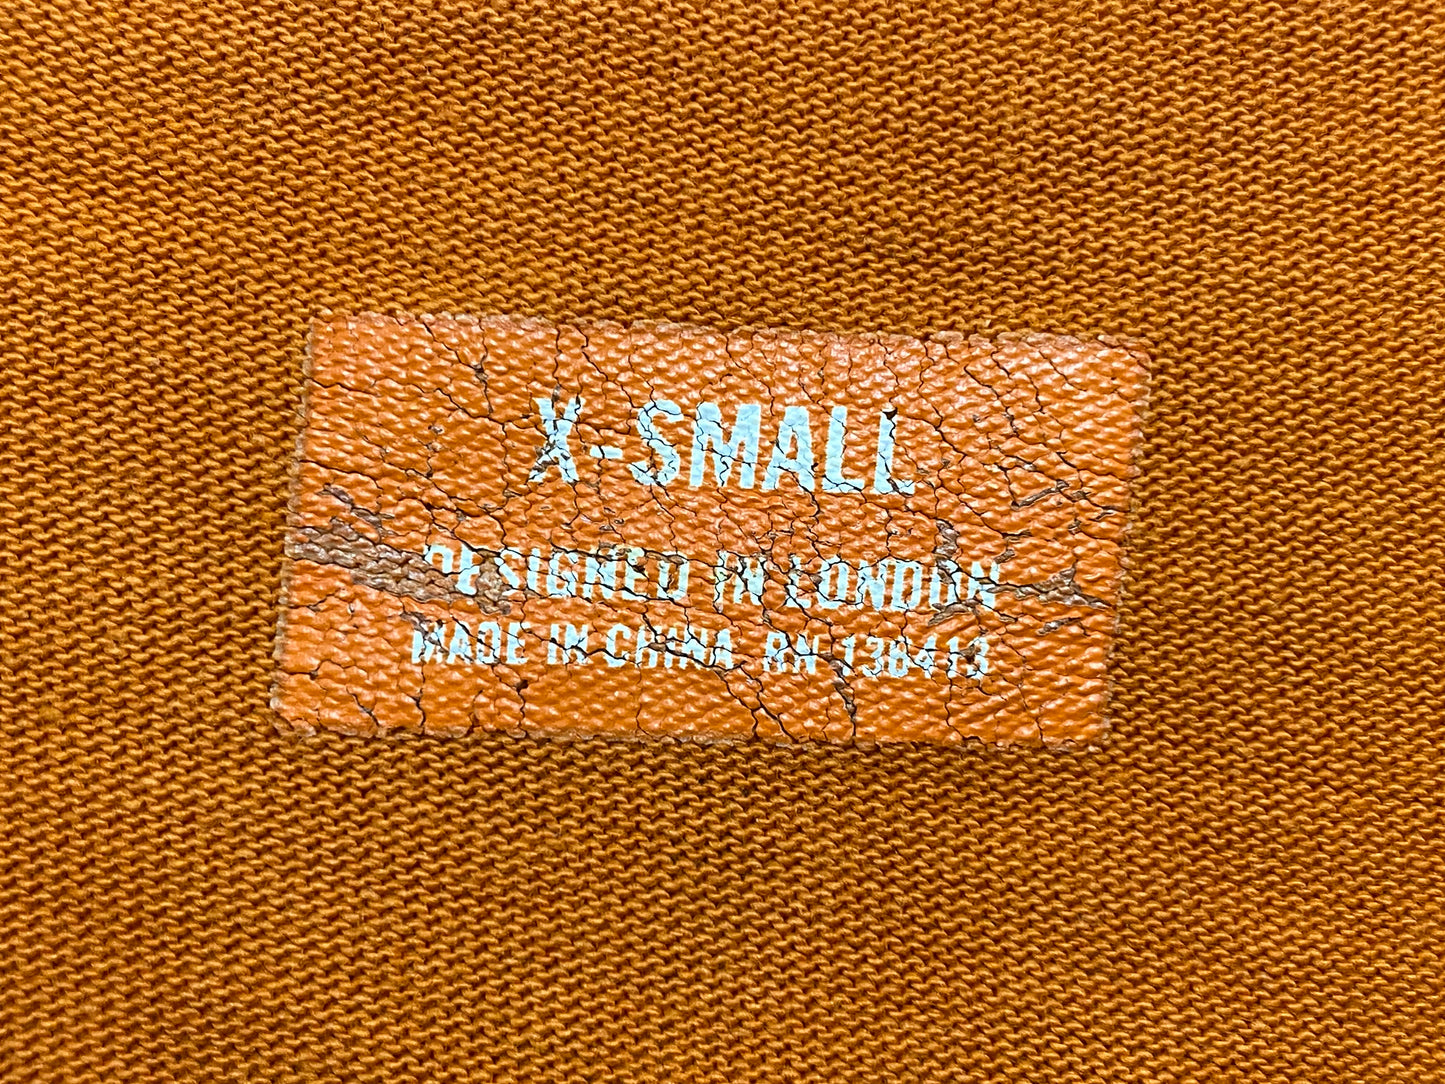 X-SMALL
DESIGNED IN LONDON
MADE IN CHINA RN 136413